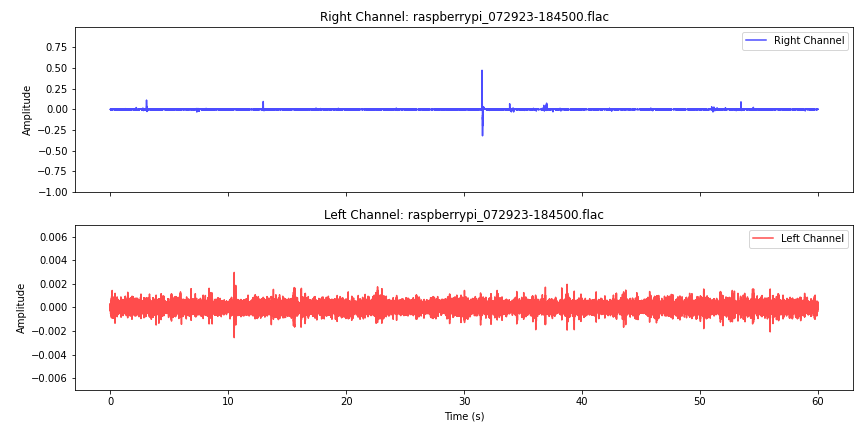 Right Channel: raspberrypi_072923-184500.flac
Right Channel
Amplitude
0.75
0.50
0.25
0.00
−0.25
−0.50
−0.75
−1.00
Left Channel: raspberrypi_072923-184500.flac
Left Channel
Amplitude
0.006
0.004
0.002
0.000
−0.002
−0.004
−0.006
0 10 20 30 40 50 60
Time (s)